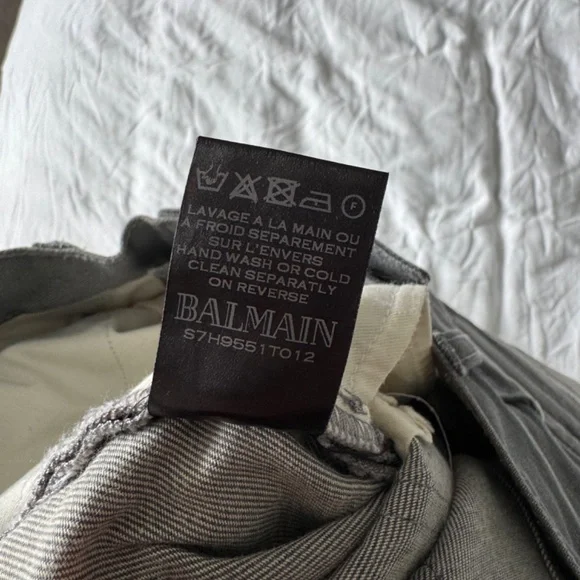 F
LAVAGE A LA MAIN OU
A FROID SEPAREMENT
SUR L'ENVERS
HAND WASH OR COLD
CLEAN SEPARATLY
ON REVERSE
BALMAIN
S7H9551T012